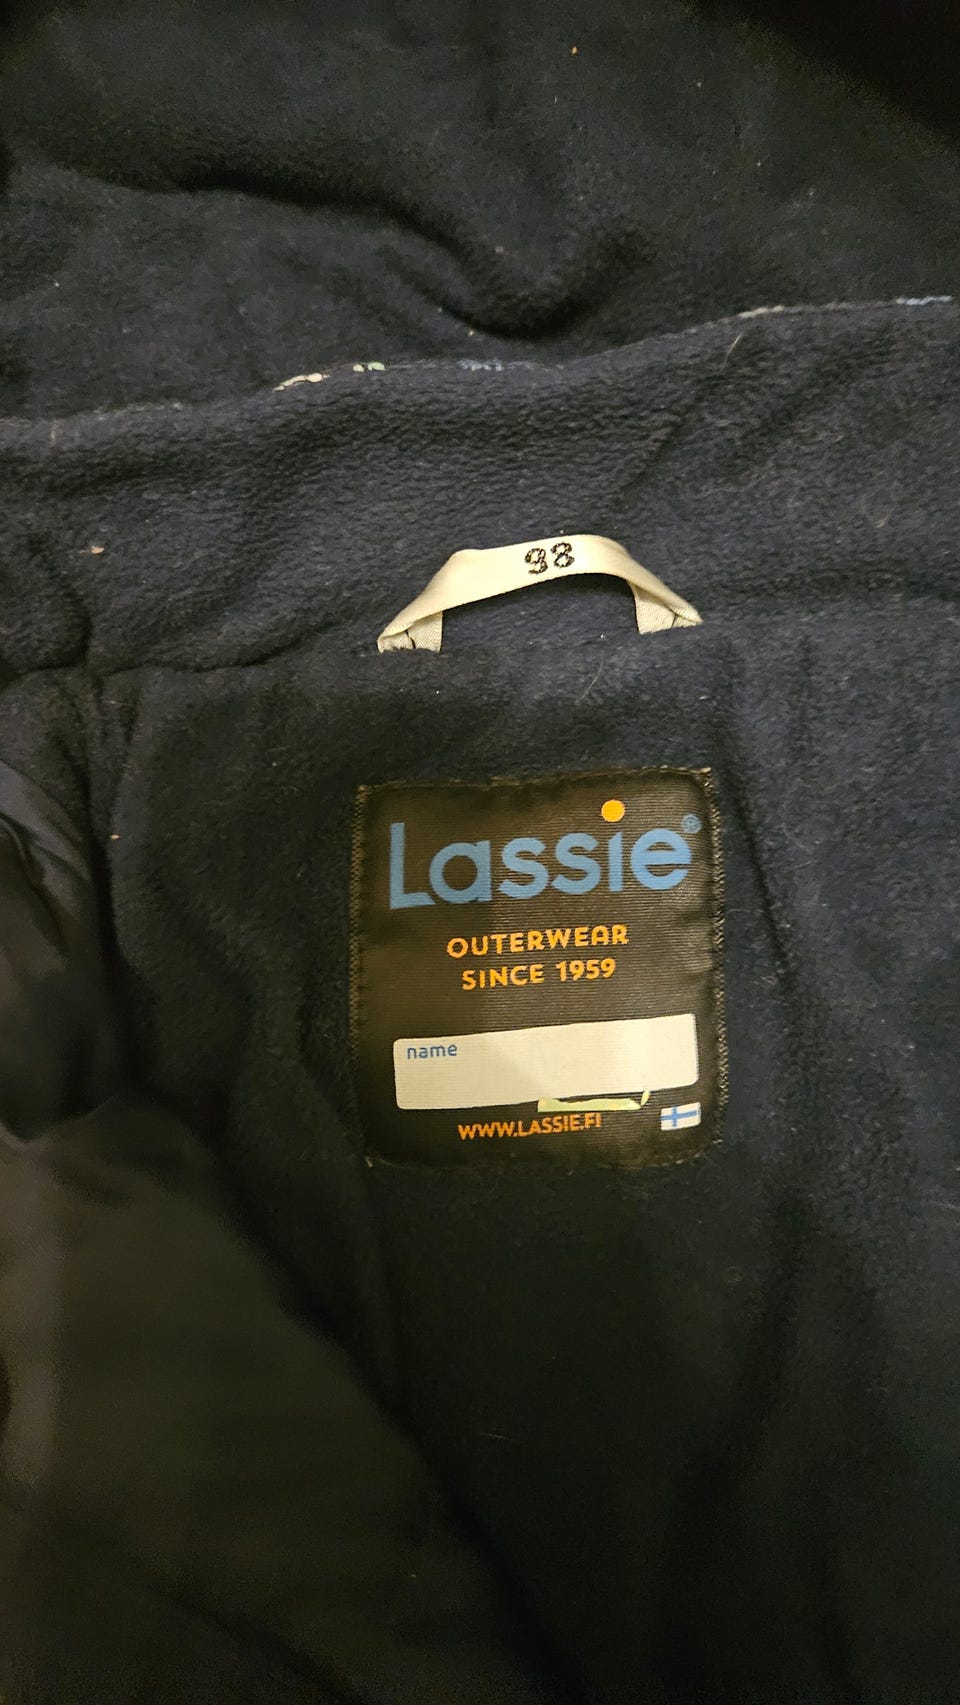 98
Lassie®
OUTERWEAR
SINCE 1959
name
WWW.LASSIE.FI